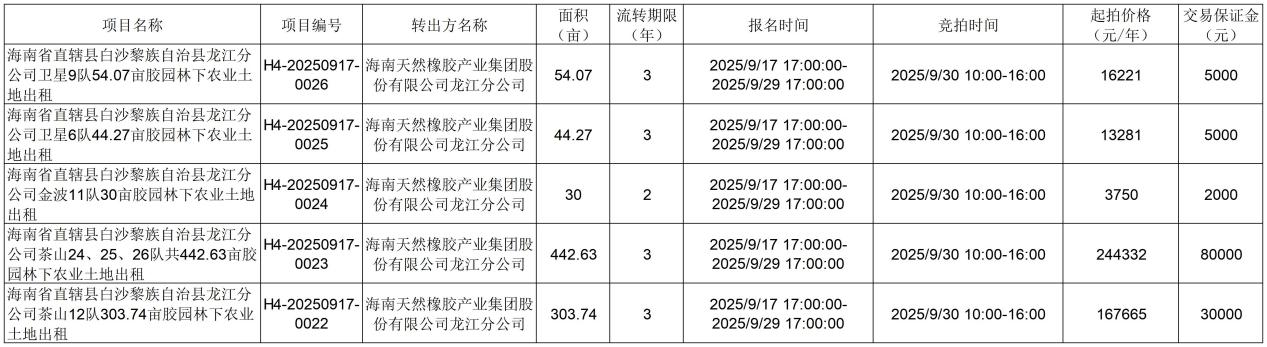 项目名称 项目编号 转出方名称 面积（亩） 流转期限（年） 报名时间 竞拍时间 起拍价格（元/年） 交易保证金（元）
海南省直辖县白沙黎族自治县龙江分
公司卫星9队54.07亩胶园林下农业土
地出租
H4-20250917-
0026
海南天然橡胶产业集团股
份有限公司龙江分公司
54.07
3
2025/9/17 17:00:00-
2025/9/29 17:00:00
2025/9/30 10:00-16:00
16221
5000
海南省直辖县白沙黎族自治县龙江分
公司卫星6队44.27亩胶园林下农业土
地出租
H4-20250917-
0025
海南天然橡胶产业集团股
份有限公司龙江分公司
44.27
3
2025/9/17 17:00:00-
2025/9/29 17:00:00
2025/9/30 10:00-16:00
13281
5000
海南省直辖县白沙黎族自治县龙江分
公司金波11队30亩胶园林下农业土地
出租
H4-20250917-
0024
海南天然橡胶产业集团股
份有限公司龙江分公司
30
2
2025/9/17 17:00:00-
2025/9/29 17:00:00
2025/9/30 10:00-16:00
3750
2000
海南省直辖县白沙黎族自治县龙江分
公司茶山24、25、26队共442.63亩胶
园林下农业土地出租
H4-20250917-
0023
海南天然橡胶产业集团股
份有限公司龙江分公司
442.63
3
2025/9/17 17:00:00-
2025/9/29 17:00:00
2025/9/30 10:00-16:00
244332
80000
海南省直辖县白沙黎族自治县龙江分
公司茶山12队303.74亩胶园林下农业
土地出租
H4-20250917-
0022
海南天然橡胶产业集团股
份有限公司龙江分公司
303.74
3
2025/9/17 17:00:00-
2025/9/29 17:00:00
2025/9/30 10:00-16:00
167665
30000